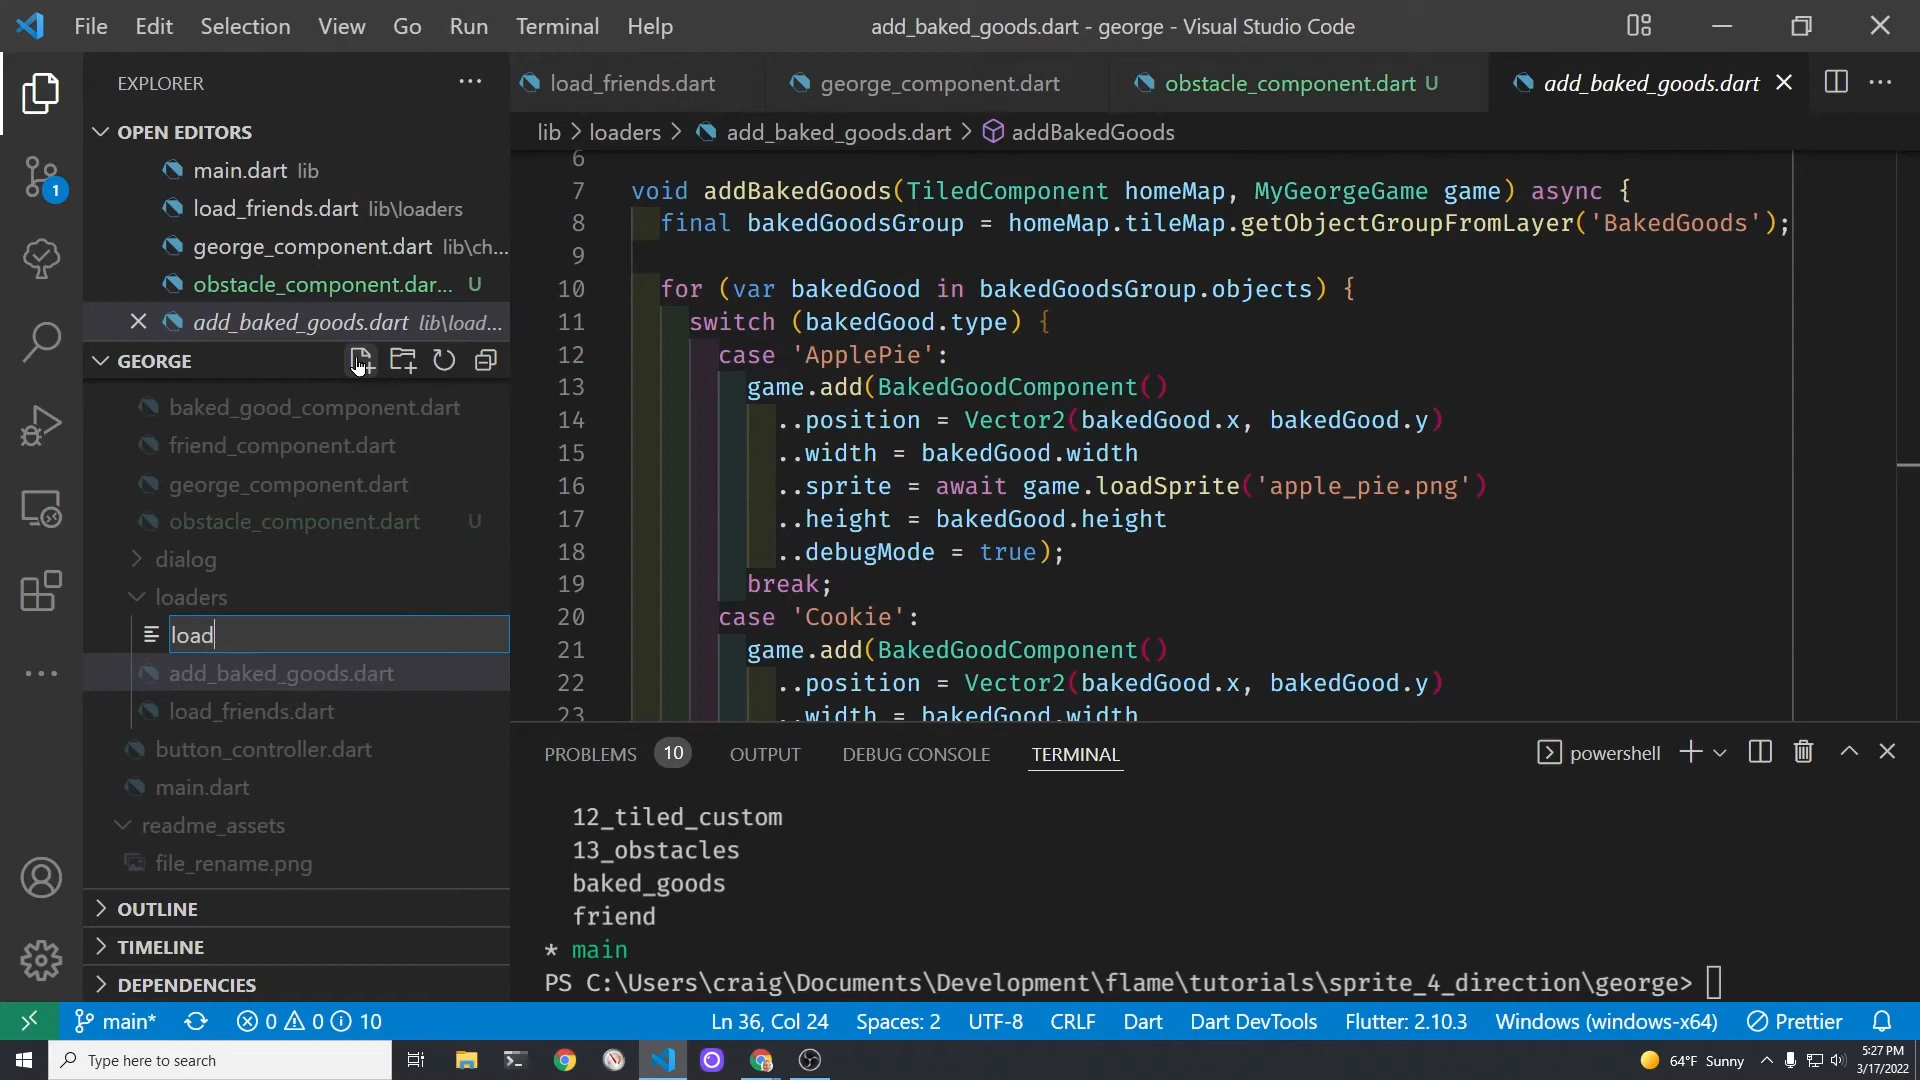 File Edit Selection View Go Run Terminal Help
add_baked_goods.dart - george - Visual Studio Code
EXPLORER
OPEN EDITORS
main.dart lib
load_friends.dart lib\loaders
george_component.dart lib\ch...
obstacle_component.dar... U
add_baked_goods.dart lib\load...
GEORGE
baked_good_component.dart
friend_component.dart
george_component.dart
obstacle_component.dart U
dialog
loaders
load
add_baked_goods.dart
load_friends.dart
button_controller.dart
main.dart
readme_assets
file_rename.png
OUTLINE
TIMELINE
DEPENDENCIES
1
load_friends.dart george_component.dart obstacle_component.dart U add_baked_goods.dart
lib > loaders > add_baked_goods.dart > addBakedGoods
6
7 void addBakedGoods(TiledComponent homeMap, MyGeorgeGame game) async {
8 final bakedGoodsGroup = homeMap.tileMap.getObjectGroupFromLayer('BakedGoods');
9
10 for (var bakedGood in bakedGoodsGroup.objects) {
11 switch (bakedGood.type) {
12 case 'ApplePie':
13 game.add(BakedGoodComponent()
14 ..position = Vector2(bakedGood.x, bakedGood.y)
15 ..width = bakedGood.width
16 ..sprite = await game.loadSprite('apple_pie.png')
17 ..height = bakedGood.height
18 ..debugMode = true);
19 break;
20 case 'Cookie':
21 game.add(BakedGoodComponent()
22 ..position = Vector2(bakedGood.x, bakedGood.y)
23 ..width = bakedGood.width
PROBLEMS 10 OUTPUT DEBUG CONSOLE TERMINAL powershell
12_tiled_custom
13_obstacles
baked_goods
friend
* main
PS C:\Users\craig\Documents\Development\flame\tutorials\sprite_4_direction\george>
main* 0 0 10 Ln 36, Col 24 Spaces: 2 UTF-8 CRLF Dart Dart DevTools Flutter: 2.10.3 Windows (windows-x64) Prettier
Type here to search
64°F Sunny
5:27 PM
3/17/2022